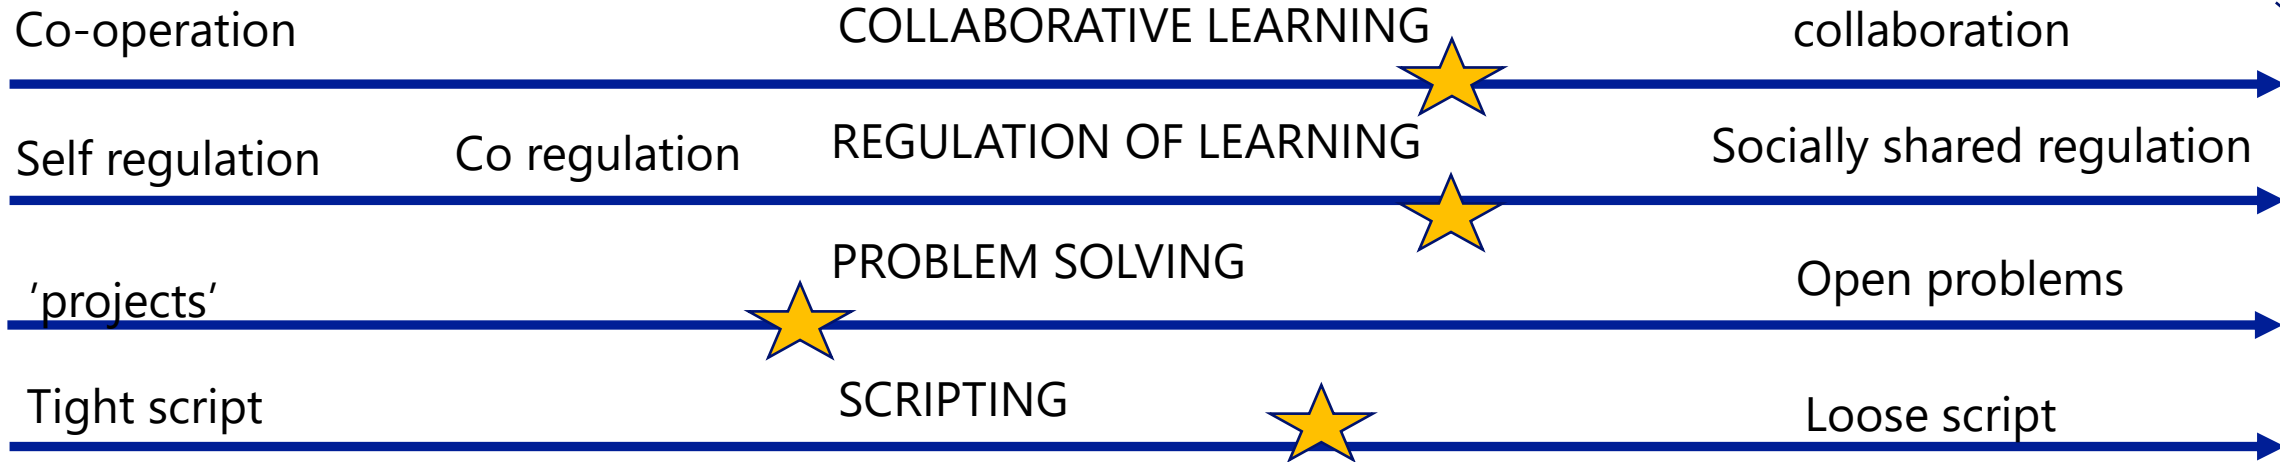 Co-operation COLLABORATIVE LEARNING collaboration
Self regulation Co regulation REGULATION OF LEARNING Socially shared regulation
‘projects’ PROBLEM SOLVING Open problems
Tight script SCRIPTING Loose script